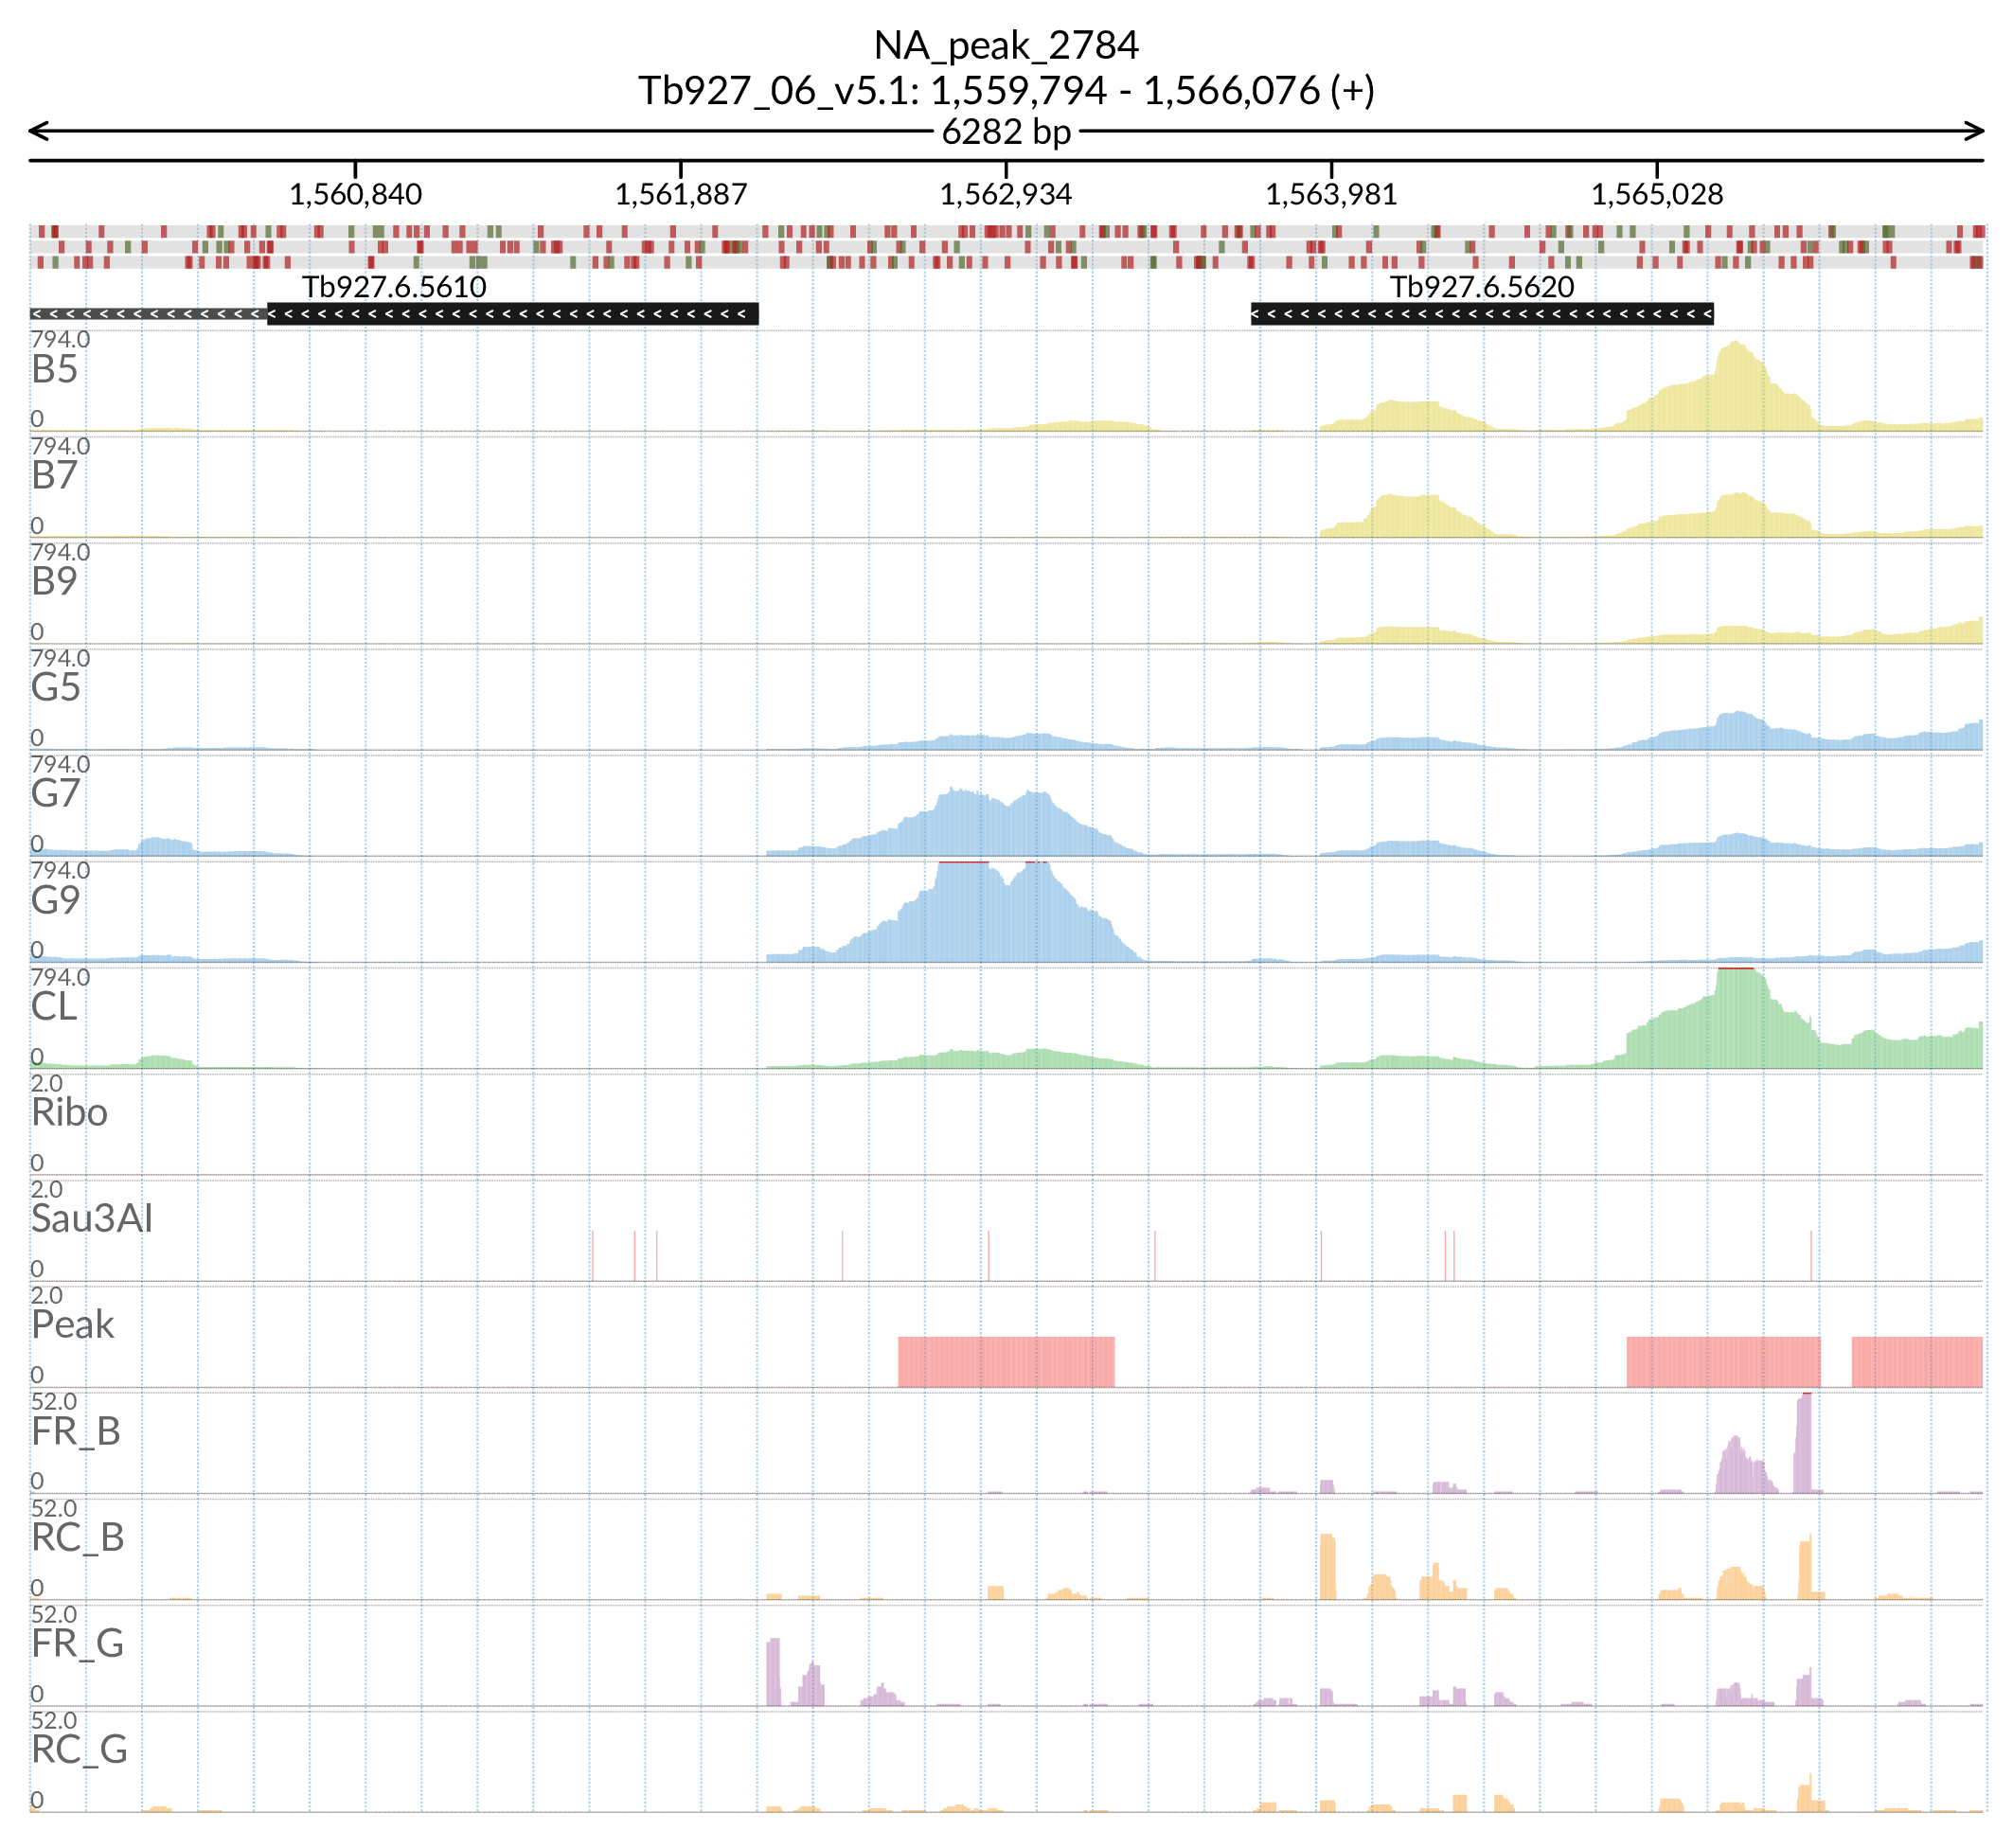 NA_peak_2784
Tb927_06_v5.1: 1,559,794 - 1,566,076 (+)
6282 bp
1,560,840 1,561,887 1,562,934 1,563,981 1,565,028
Tb927.6.5610 Tb927.6.5620
794.0
B5
0
794.0
B7
0
794.0
B9
0
794.0
G5
0
794.0
G7
0
794.0
G9
0
794.0
CL
0
2.0
Ribo
0
2.0
Sau3AI
0
2.0
Peak
0
52.0
FR_B
0
52.0
RC_B
0
52.0
FR_G
0
52.0
RC_G
0